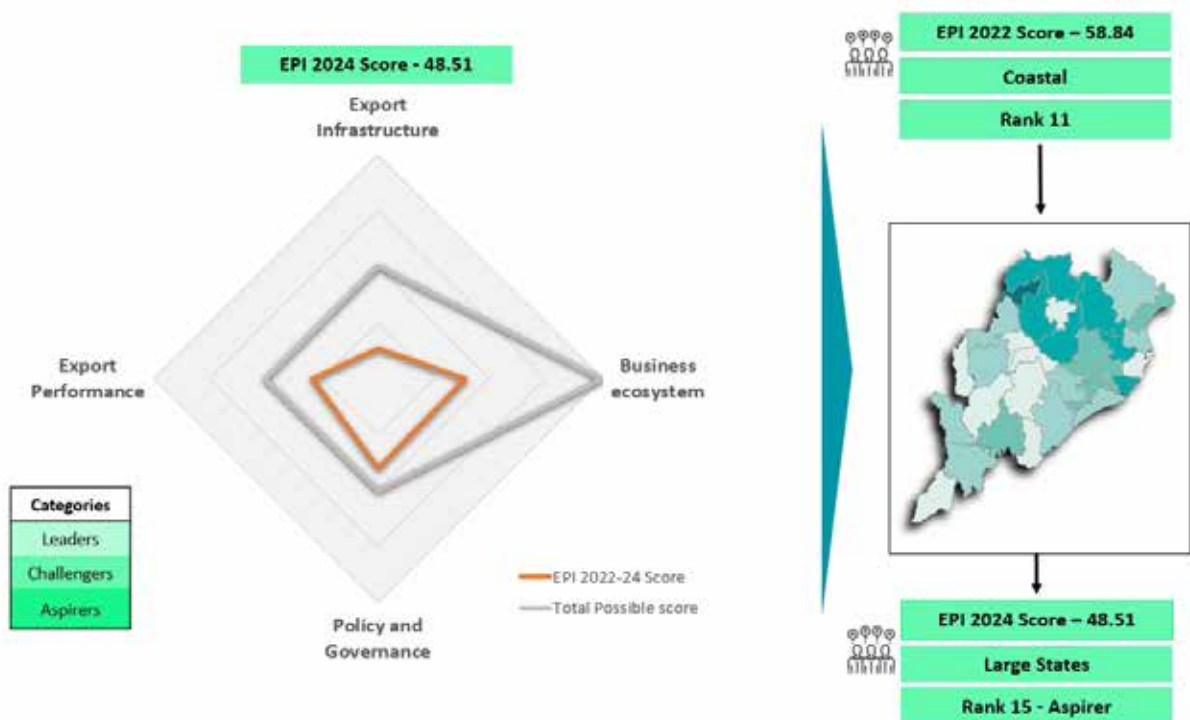 EPI 2024 Score - 48.51
Export
Infrastructure
Export
Performance
Business
ecosystem
Policy and
Governance
EPI 2022-24 Score
Total Possible score
Categories
Leaders
Challengers
Aspirers
EPI 2022 Score – 58.84
Coastal
Rank 11
EPI 2024 Score – 48.51
Large States
Rank 15 - Aspirer